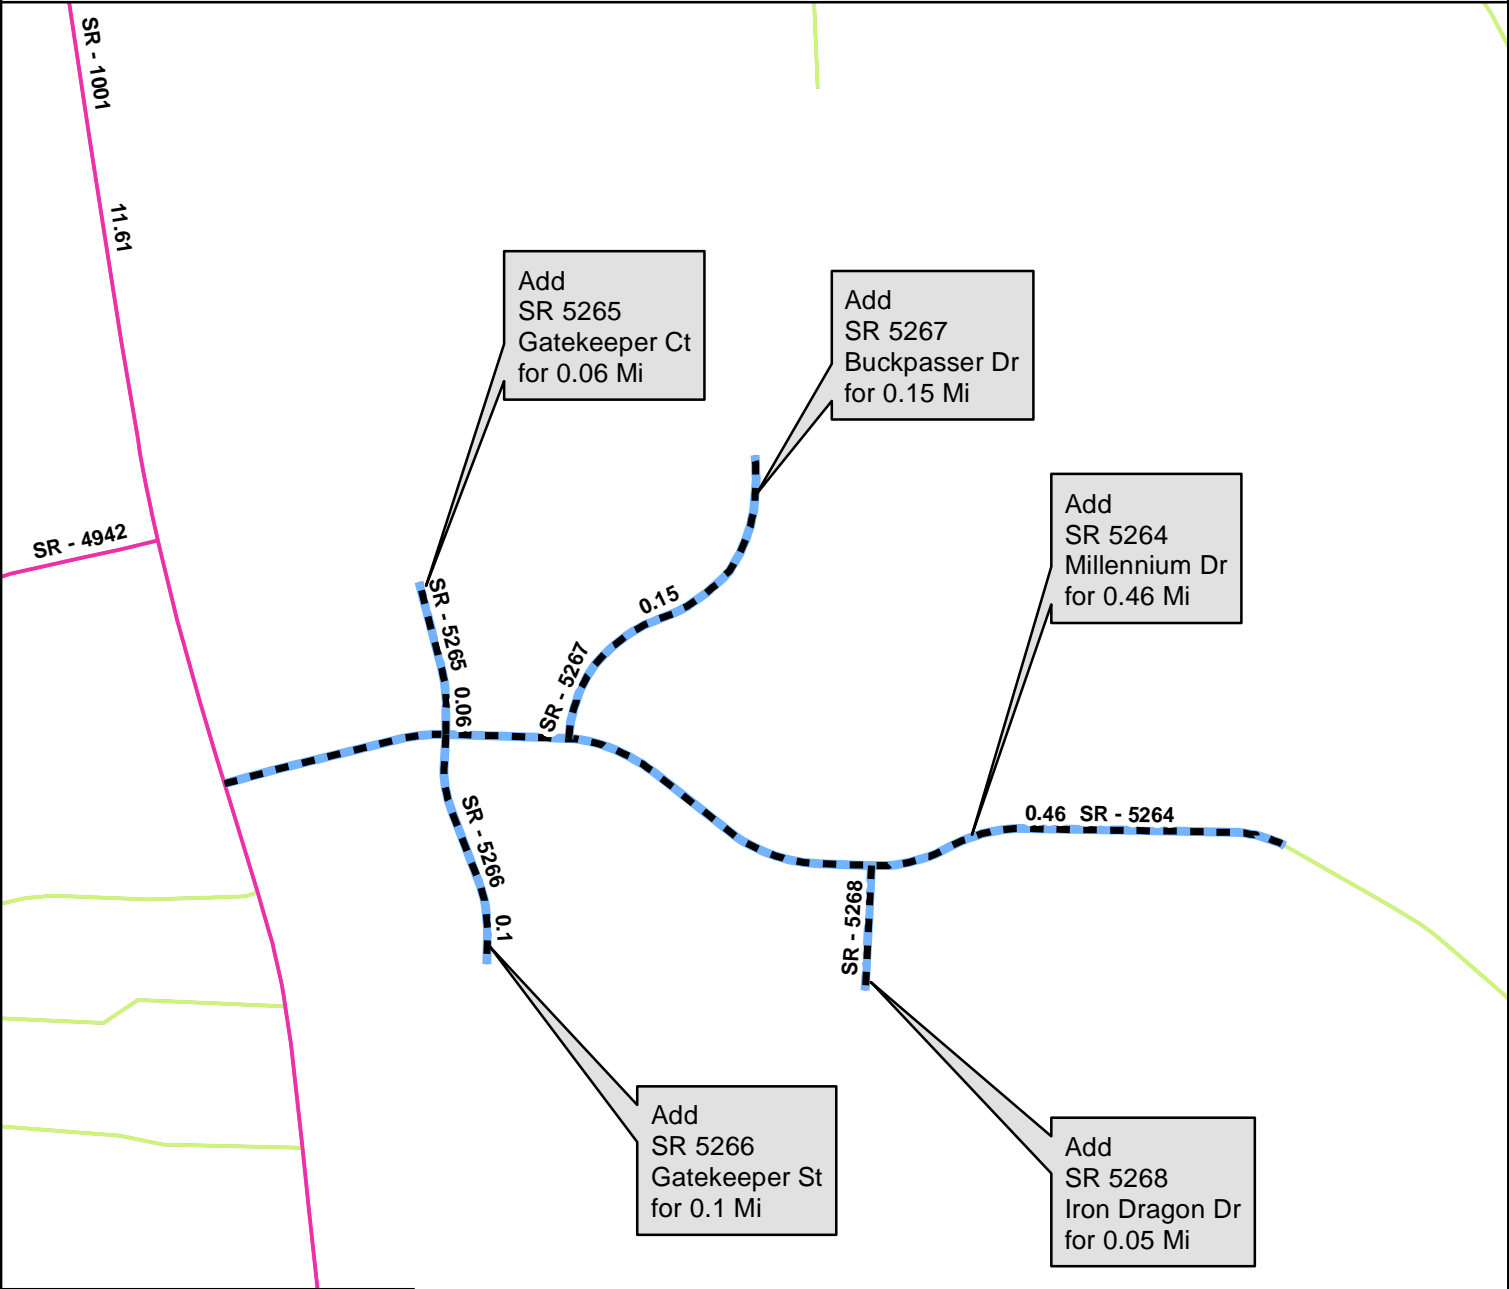 SR - 1001
11.61
Add
SR 5265
Gatekeeper Ct
for 0.06 Mi
Add
SR 5267
Buckpasser Dr
for 0.15 Mi
Add
SR 5264
Millennium Dr
for 0.46 Mi
SR - 4942
SR - 5265 0.06
SR - 5267
0.15
0.46 SR - 5264
SR - 5266
0.1
SR - 5268
Add
SR 5266
Gatekeeper St
for 0.1 Mi
Add
SR 5268
Iron Dragon Dr
for 0.05 Mi